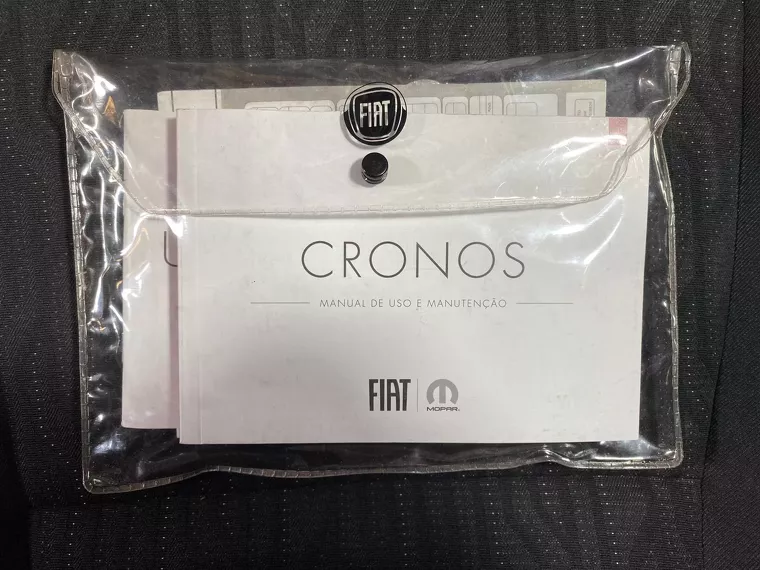 FIAT
CRONOS
MANUAL DE USO E MANUTENÇÃO
FIAT
MOPAR.